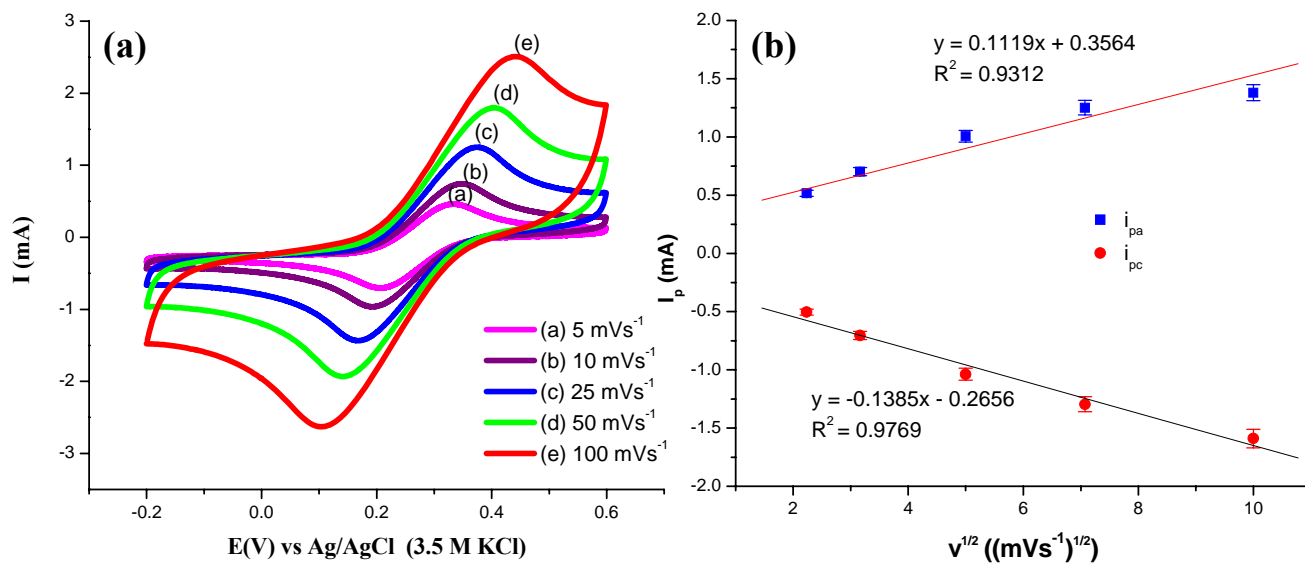 (a)
3
2
1
0
-1
-2
-3
I (mA)
(e)
(d)
(c)
(b)
(a)
(a) 5 mVs⁻¹
(b) 10 mVs⁻¹
(c) 25 mVs⁻¹
(d) 50 mVs⁻¹
(e) 100 mVs⁻¹
-0.2 0.0 0.2 0.4 0.6
E(V) vs Ag/AgCl (3.5 M KCl)
(b)
2.0
1.5
1.0
0.5
0.0
-0.5
-1.0
-1.5
-2.0
I_p (mA)
y = 0.1119x + 0.3564
R² = 0.9312
i_pa
i_pc
y = -0.1385x - 0.2656
R² = 0.9769
2 4 6 8 10
v^1/2 ((mVs⁻¹)^1/2)